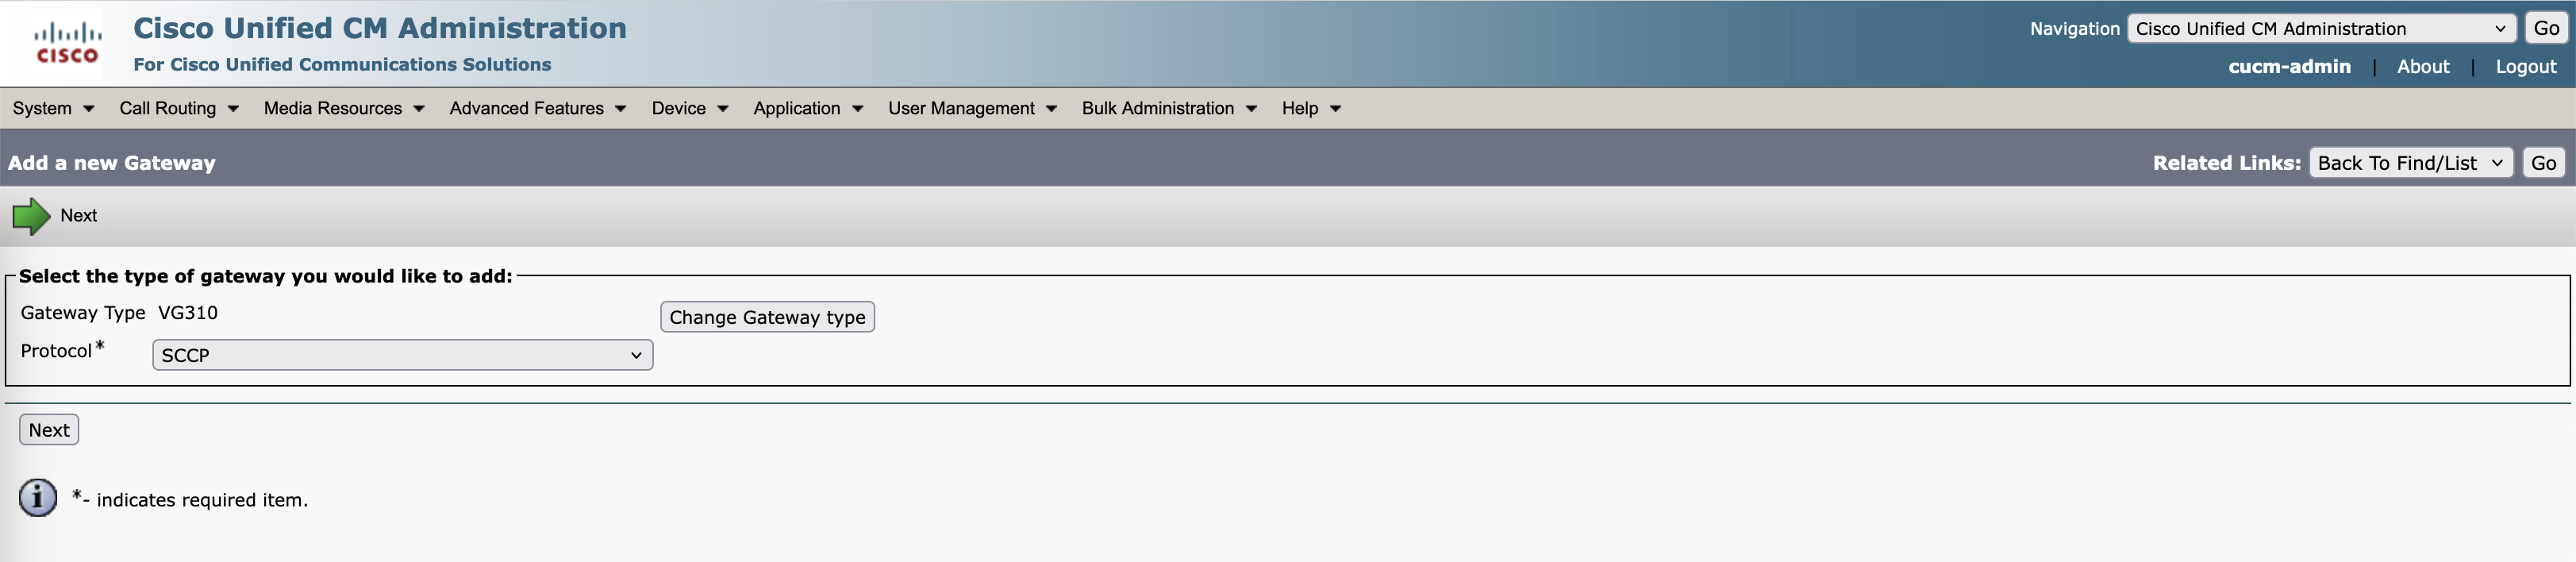 CISCO
Cisco Unified CM Administration
For Cisco Unified Communications Solutions
Navigation Cisco Unified CM Administration Go
cucm-admin | About | Logout
System Call Routing Media Resources Advanced Features Device Application User Management Bulk Administration Help
Add a new Gateway
Related Links: Back To Find/List Go
Next
Select the type of gateway you would like to add:
Gateway Type VG310 Change Gateway type
Protocol* SCCP
Next
i *- indicates required item.